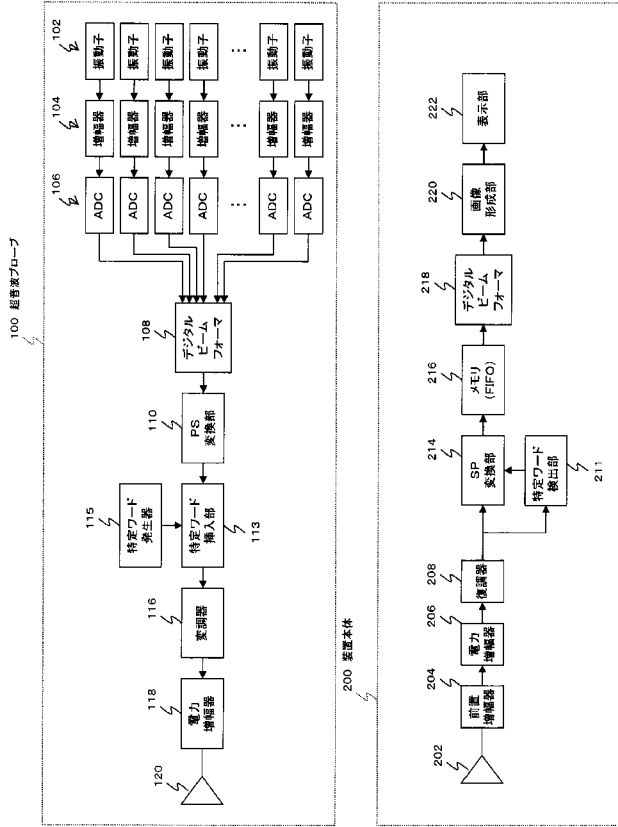 100 超音波プローブ
102
振動子
振動子
振動子
振動子
…
振動子
振動子
104
増幅器
増幅器
増幅器
増幅器
…
増幅器
増幅器
106
ADC
ADC
ADC
ADC
…
ADC
ADC
108
デジタル
ビーム
フォーマ
110
PS
変換部
115
特定ワード
発生器
特定ワード
挿入部
113
116
変調器
118
電力
増幅器
120
200 装置本体
202
204
前置
増幅器
206
電力
増幅器
208
復調器
214
SP
変換部
特定ワード
検出部
211
216
メモリ
(FIFO)
218
デジタル
ビーム
フォーマ
220
画像
形成部
222
表示部